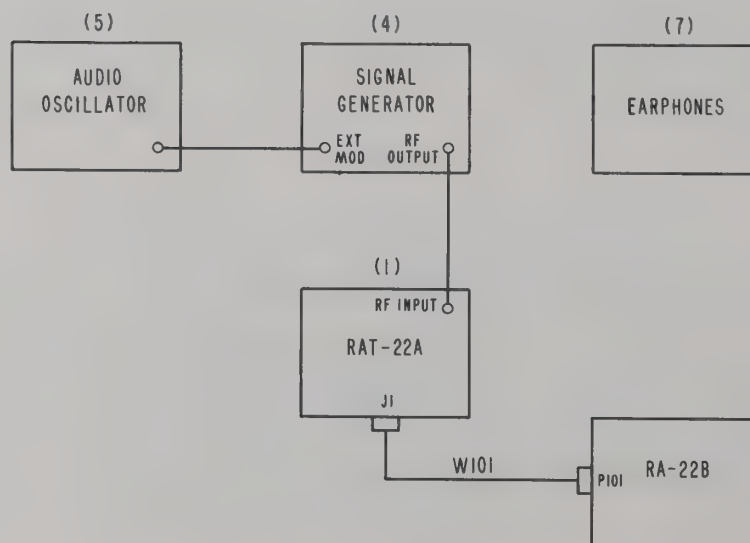 (5)
AUDIO
OSCILLATOR
(4)
SIGNAL
GENERATOR
EXT
MOD
RF
OUTPUT
(7)
EARPHONES
(1)
RF INPUT
RAT-22A
J1
W101
P101
RA-22B